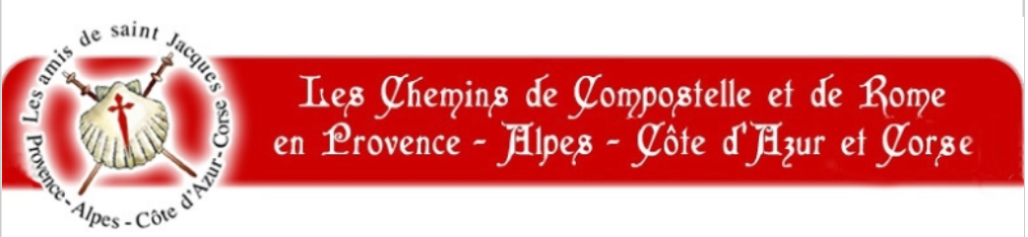 Les amis de saint Jacques
Provence-Alpes-Côte d'Azur-Corse
Les Chemins de Compostelle et de Rome
en Provence - Alpes - Côte d'Azur et Corse